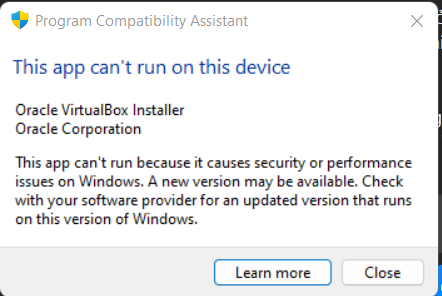 Program Compatibility Assistant
This app can't run on this device
Oracle VirtualBox Installer
Oracle Corporation
This app can't run because it causes security or performance
issues on Windows. A new version may be available. Check
with your software provider for an updated version that runs
on this version of Windows.
Learn more
Close